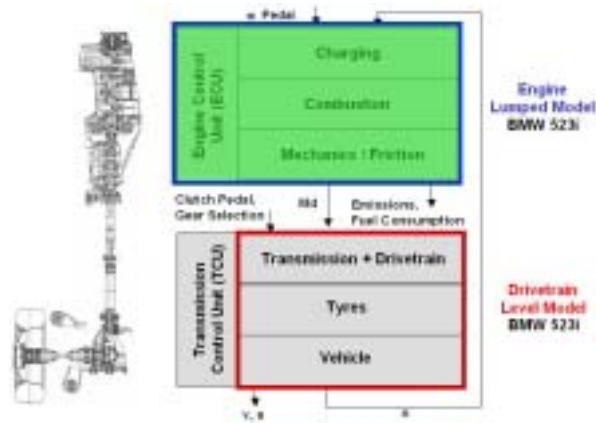 α Pedal
Engine Control
Unit (ECU)
Charging
Combustion
Mechanics / Friction
Engine
Lumped Model
BMW 523i
Clutch Pedal,
Gear Selection
Md
Emissions,
Fuel Consumption
Transmission
Control Unit (TCU)
Transmission + Drivetrain
Tyres
Vehicle
Drivetrain
Level Model
BMW 523i